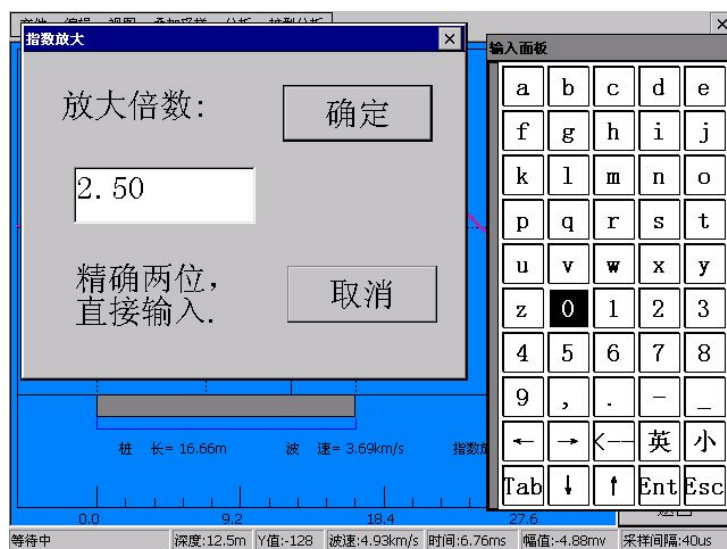 指数放大
放大倍数:
确定
2.50
精确两位,
直接输入.
取消
输入面板
a b c d e
f g h i j
k l m n o
p q r s t
u v w x y
z 0 1 2 3
4 5 6 7 8
9 , . - _
← → <-- 英 小
Tab ↓ ↑ Ent Esc
桩 长= 16.66m 波 速= 3.69km/s 指数
0.0 9.2 18.4 27.6
等待中 深度:12.5m Y值:-128 波速:4.93km/s 时间:6.76ms 幅值:-4.88mv 采样间隔:40us